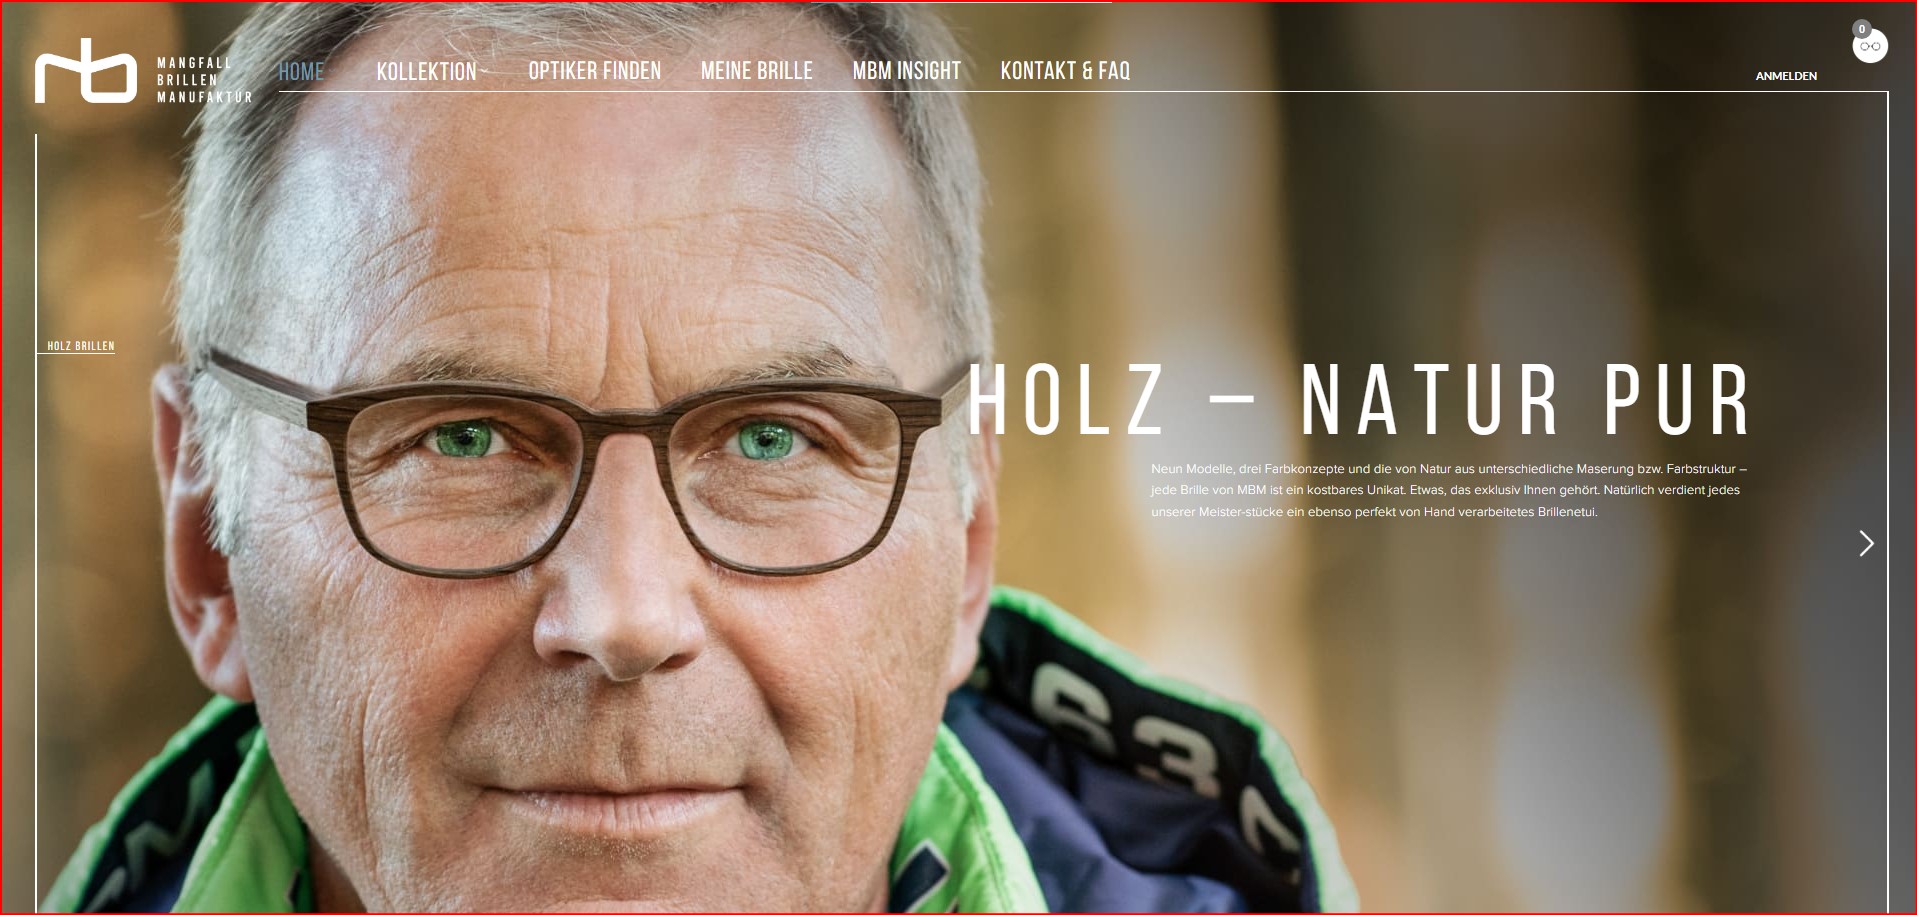 MANGFALL
BRILLEN
MANUFAKTUR
HOME KOLLEKTION OPTIKER FINDEN MEINE BRILLE MBM INSIGHT KONTAKT & FAQ
0
ANMELDEN
HOLZ BRILLEN
HOLZ – NATUR PUR
Neun Modelle, drei Farbkonzepte und die von Natur aus unterschiedliche Maserung bzw. Farbstruktur –
jede Brille von MBM ist ein kostbares Unikat. Etwas, das exklusiv Ihnen gehört. Natürlich verdient jedes
unserer Meister-stücke ein ebenso perfekt von Hand verarbeitetes Brillenetui.
63